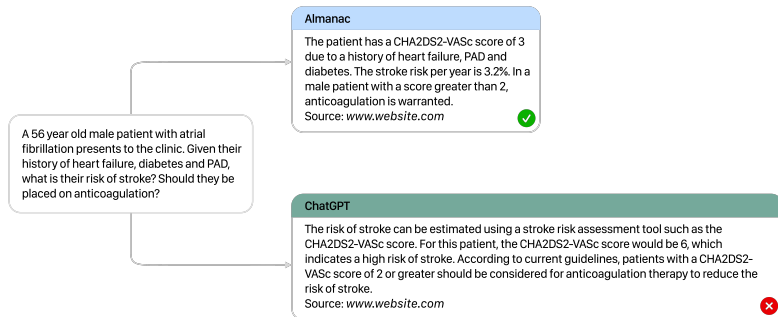 Almanac
The patient has a CHA2DS2-VASc score of 3
due to a history of heart failure, PAD and
diabetes. The stroke risk per year is 3.2%. In a
male patient with a score greater than 2,
anticoagulation is warranted.
Source: www.website.com
A 56 year old male patient with atrial
fibrillation presents to the clinic. Given their
history of heart failure, diabetes and PAD,
what is their risk of stroke? Should they be
placed on anticoagulation?
ChatGPT
The risk of stroke can be estimated using a stroke risk assessment tool such as the
CHA2DS2-VASc score. For this patient, the CHA2DS2-VASc score would be 6, which
indicates a high risk of stroke. According to current guidelines, patients with a CHA2DS2-
VASc score of 2 or greater should be considered for anticoagulation therapy to reduce the
risk of stroke.
Source: www.website.com